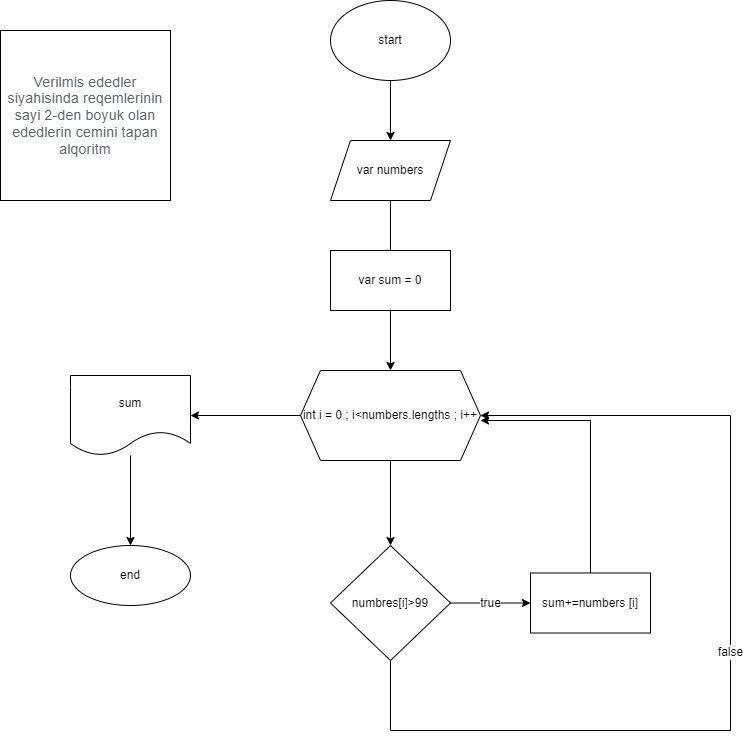 start
Verilmis ededler
siyahisinda reqemlerinin
sayi 2-den boyuk olan
ededlerin cemini tapan
alqoritm
var numbers
var sum = 0
sum
int i = 0 ; i<numbers.lengths ; i++
end
numbres[i]>99
true
sum+=numbers [i]
false